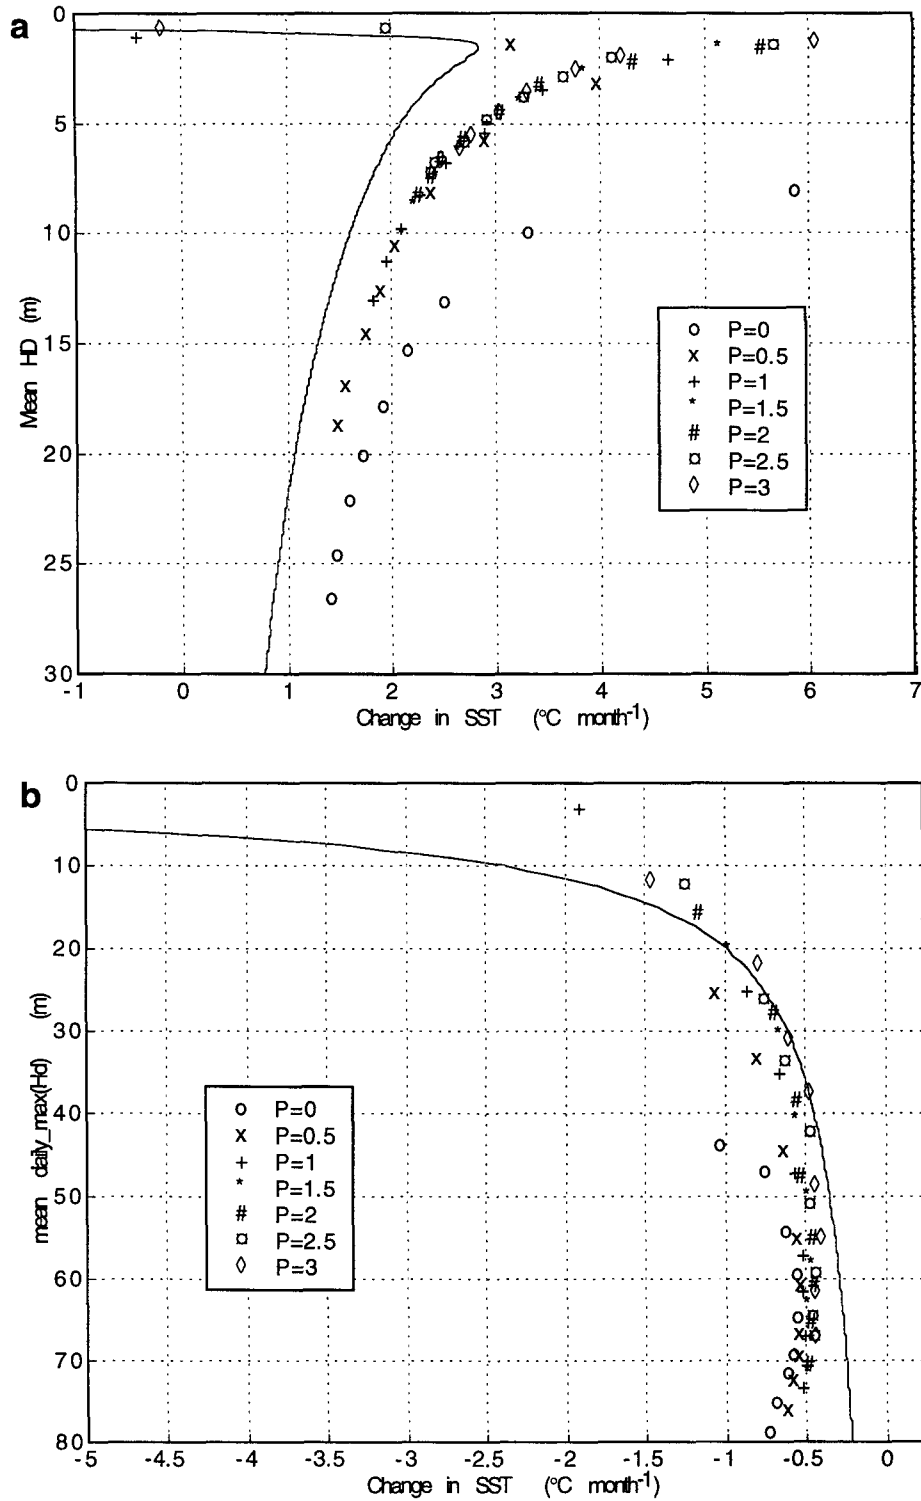 a
0
5
10
15
20
25
30
Mean HD (m)
-1 0 1 2 3 4 5 6 7
Change in SST (°C month-1)
o P=0
x P=0.5
+ P=1
* P=1.5
# P=2
¤ P=2.5
◊ P=3
b
0
10
20
30
40
50
60
70
80
mean daily_max(Hd) (m)
-5 -4.5 -4 -3.5 -3 -2.5 -2 -1.5 -1 -0.5 0
Change in SST (°C month-1)
o P=0
x P=0.5
+ P=1
* P=1.5
# P=2
¤ P=2.5
◊ P=3